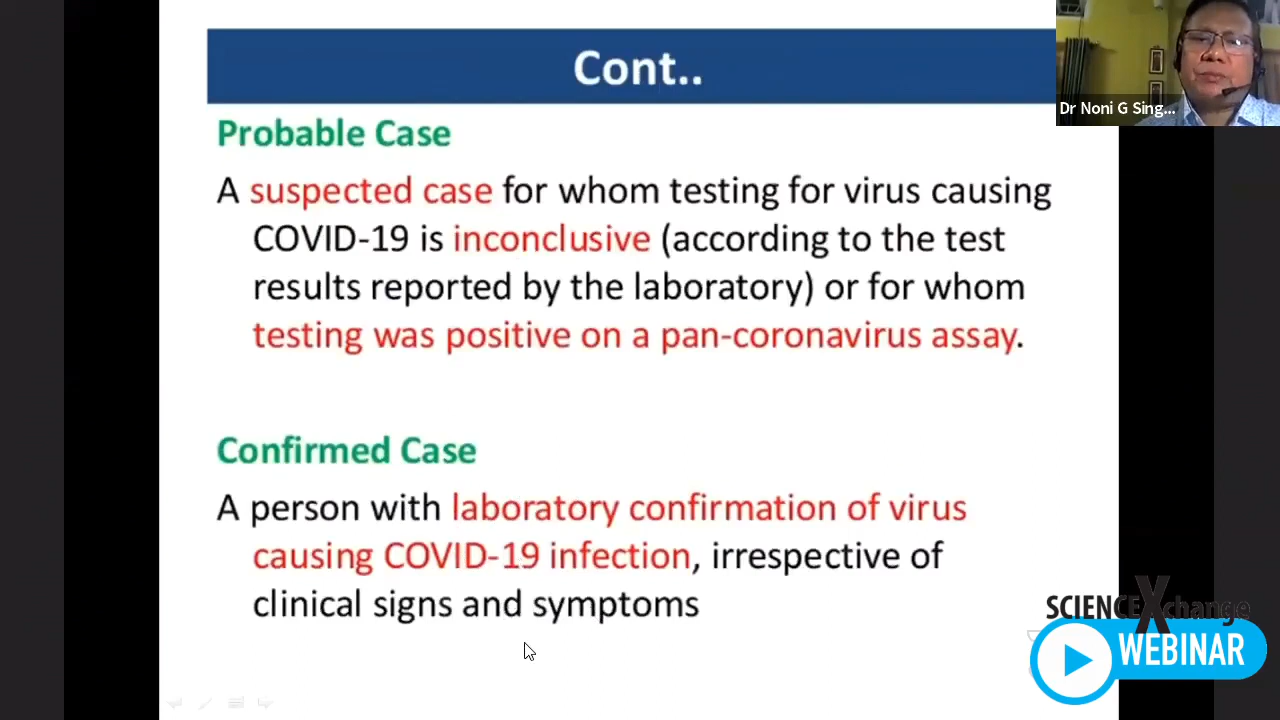 Cont..
Dr Noni G Sing...
Probable Case
A suspected case for whom testing for virus causing
COVID-19 is inconclusive (according to the test
results reported by the laboratory) or for whom
testing was positive on a pan-coronavirus assay.
Confirmed Case
A person with laboratory confirmation of virus
causing COVID-19 infection, irrespective of
clinical signs and symptoms
SCIENCEXchange
WEBINAR